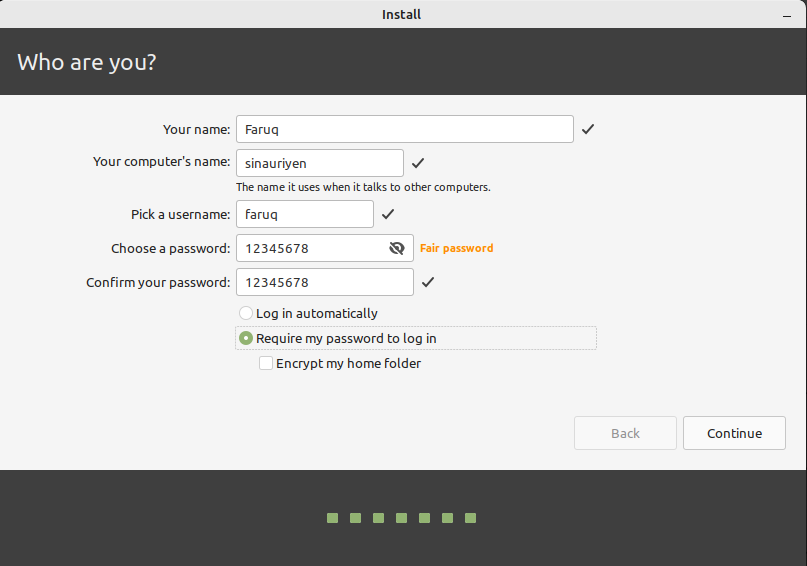 Install
Who are you?
Your name: Faruq ✓
Your computer's name: sinauriyen ✓
The name it uses when it talks to other computers.
Pick a username: faruq ✓
Choose a password: 12345678 Fair password
Confirm your password: 12345678 ✓
Log in automatically
Require my password to log in
Encrypt my home folder
Back Continue